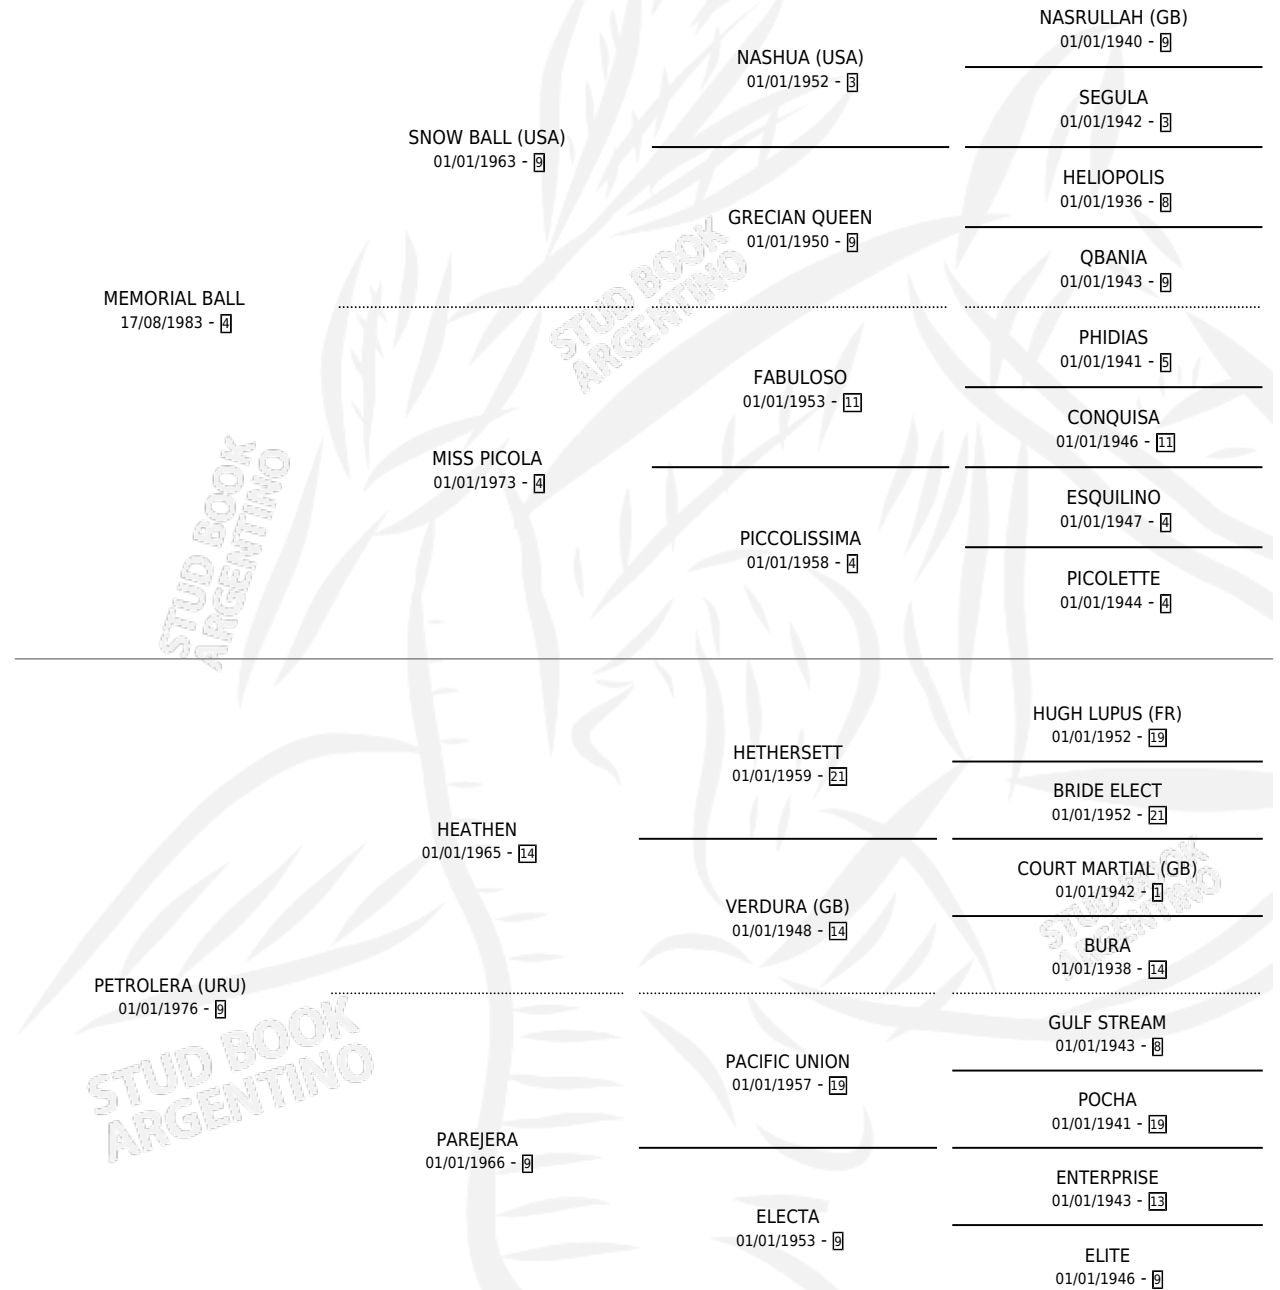 NASRULLAH (GB)
01/01/1940 - 9
NASHUA (USA)
01/01/1952 - 3
SEGULA
01/01/1942 - 3
SNOW BALL (USA)
01/01/1963 - 9
HELIOPOLIS
01/01/1936 - 8
GRECIAN QUEEN
01/01/1950 - 9
QBANIA
01/01/1943 - 9
MEMORIAL BALL
17/08/1983 - 4
PHIDIAS
01/01/1941 - 5
FABULOSO
01/01/1953 - 11
CONQUISA
01/01/1946 - 11
MISS PICOLA
01/01/1973 - 4
ESQUILINO
01/01/1947 - 4
PICCOLISSIMA
01/01/1958 - 4
PICOLETTE
01/01/1944 - 4
HUGH LUPUS (FR)
01/01/1952 - 19
HETHERSETT
01/01/1959 - 21
BRIDE ELECT
01/01/1952 - 21
HEATHEN
01/01/1965 - 14
COURT MARTIAL (GB)
01/01/1942 - 1
VERDURA (GB)
01/01/1948 - 14
BURA
01/01/1938 - 14
PETROLERA (URU)
01/01/1976 - 9
GULF STREAM
01/01/1943 - 8
PACIFIC UNION
01/01/1957 - 19
POCHA
01/01/1941 - 19
PAREJERA
01/01/1966 - 9
ENTERPRISE
01/01/1943 - 13
ELECTA
01/01/1953 - 9
ELITE
01/01/1946 - 9
STUD BOOK
ARGENTINO
STUD BOOK
ARGENTINO
STUD BOOK
ARGENTINO
STUD BOOK
ARGENTINO